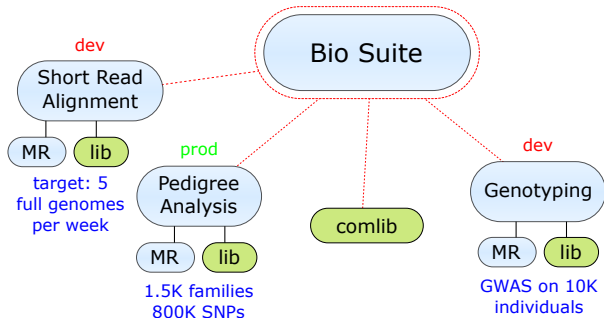 Bio Suite
dev
Short Read
Alignment
MR
lib
target: 5
full genomes
per week
prod
Pedigree
Analysis
MR
lib
1.5K families
800K SNPs
comlib
dev
Genotyping
MR
lib
GWAS on 10K
individuals